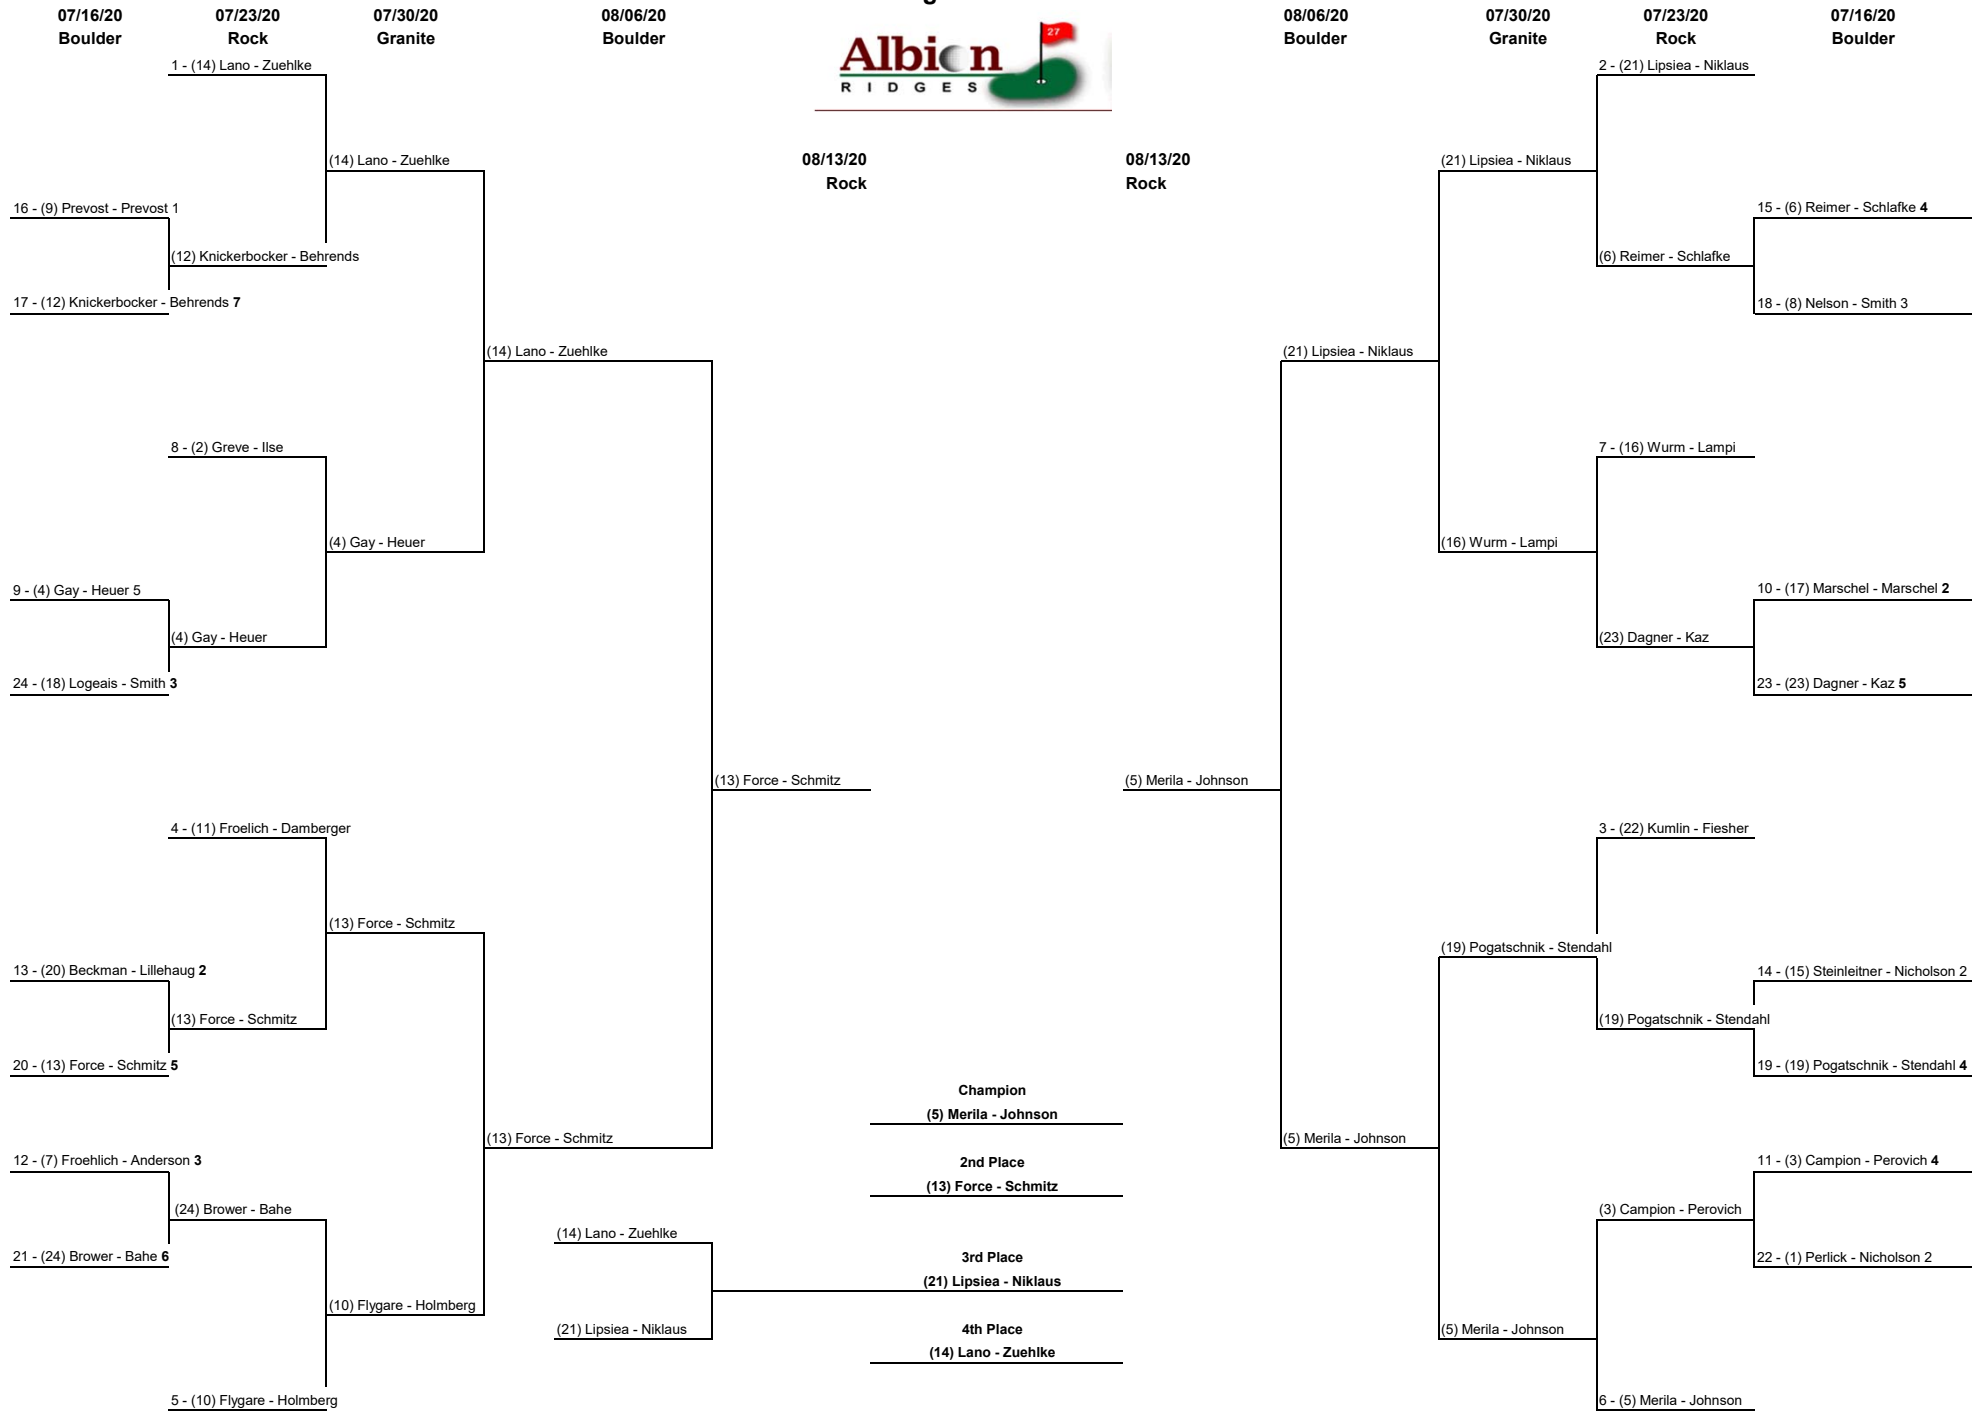 07/16/20 07/23/20 07/30/20 08/06/20 08/06/20 07/30/20 07/23/20 07/16/20
Boulder Rock Granite Boulder Boulder Granite Rock Boulder
27
Albion
RIDGES
1 - (14) Lano - Zuehlke
2 - (21) Lipsiea - Niklaus
08/13/20 08/13/20
Rock Rock
(14) Lano - Zuehlke
(21) Lipsiea - Niklaus
16 - (9) Prevost - Prevost 1
15 - (6) Reimer - Schlafke 4
(12) Knickerbocker - Behrends
(6) Reimer - Schlafke
17 - (12) Knickerbocker - Behrends 7
18 - (8) Nelson - Smith 3
(14) Lano - Zuehlke
(21) Lipsiea - Niklaus
8 - (2) Greve - Ilse
7 - (16) Wurm - Lampi
(4) Gay - Heuer
(16) Wurm - Lampi
9 - (4) Gay - Heuer 5
10 - (17) Marschel - Marschel 2
(4) Gay - Heuer
(23) Dagner - Kaz
24 - (18) Logeais - Smith 3
23 - (23) Dagner - Kaz 5
(13) Force - Schmitz
(5) Merila - Johnson
4 - (11) Froelich - Damberger
3 - (22) Kumlin - Fiesher
(13) Force - Schmitz
(19) Pogatschnik - Stendahl
13 - (20) Beckman - Lillehaug 2
14 - (15) Steinleitner - Nicholson 2
(13) Force - Schmitz
(19) Pogatschnik - Stendahl
20 - (13) Force - Schmitz 5
19 - (19) Pogatschnik - Stendahl 4
Champion
(5) Merila - Johnson
(13) Force - Schmitz
(5) Merila - Johnson
12 - (7) Froehlich - Anderson 3
2nd Place
11 - (3) Campion - Perovich 4
(13) Force - Schmitz
(24) Brower - Bahe
(3) Campion - Perovich
(14) Lano - Zuehlke
21 - (24) Brower - Bahe 6
3rd Place
22 - (1) Perlick - Nicholson 2
(21) Lipsiea - Niklaus
(10) Flygare - Holmberg
(21) Lipsiea - Niklaus
4th Place
(5) Merila - Johnson
(14) Lano - Zuehlke
5 - (10) Flygare - Holmberg
6 - (5) Merila - Johnson